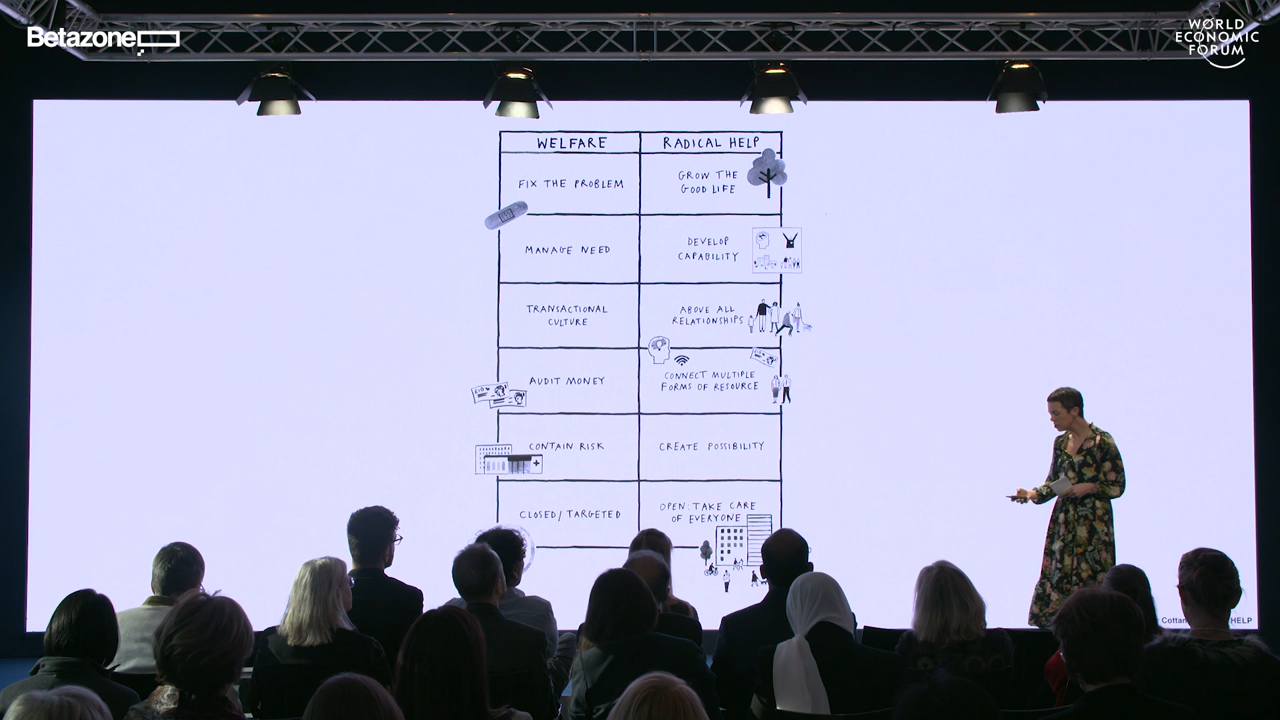 Betazone
WORLD
ECONOMIC
FORUM
WELFARE
RADICAL HELP
FIX THE PROBLEM
GROW THE
GOOD LIFE
MANAGE NEED
DEVELOP
CAPABILITY
TRANSACTIONAL
CULTURE
ABOVE ALL
RELATIONSHIPS
AUDIT MONEY
CONNECT MULTIPLE
FORMS OF RESOURCE
CONTAIN RISK
CREATE POSSIBILITY
CLOSED/TARGETED
OPEN: TAKE CARE
OF EVERYONE
HELP